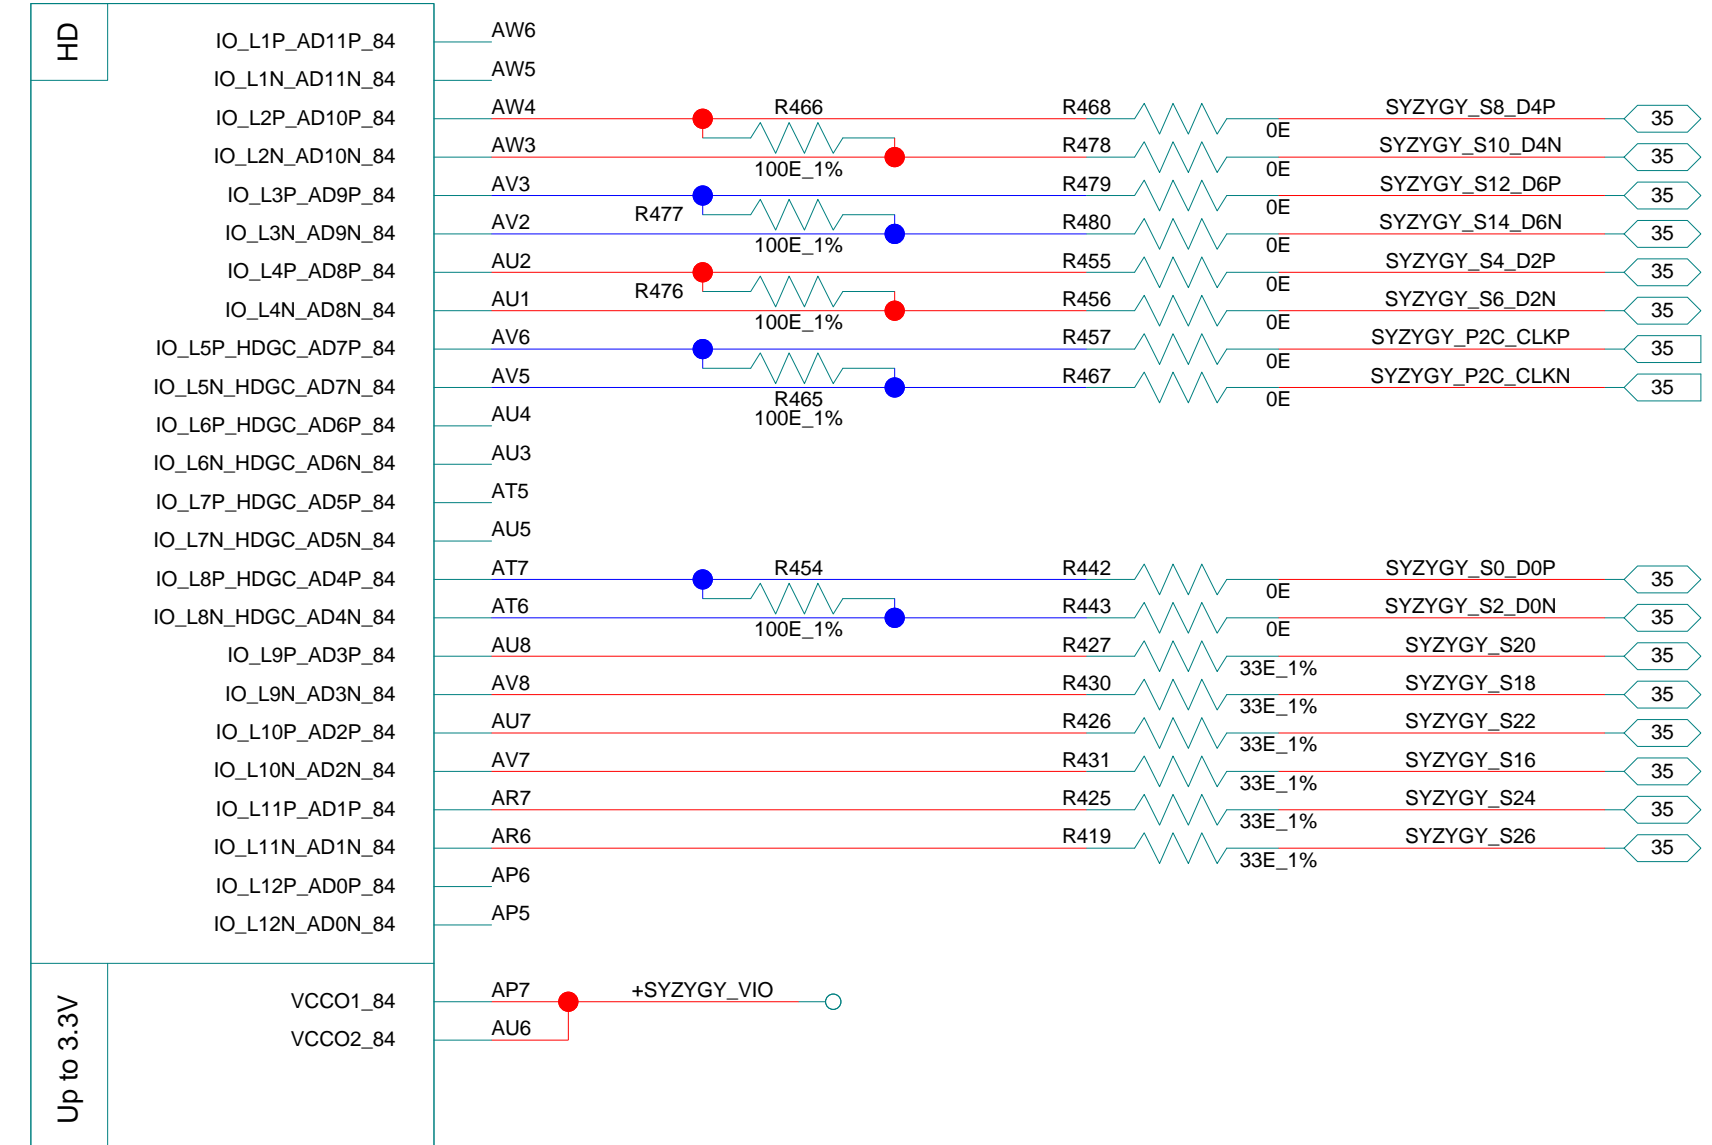 HD
IO_L1P_AD11P_84 AW6
IO_L1N_AD11N_84 AW5
IO_L2P_AD10P_84 AW4 R466 R468 0E SYZYGY_S8_D4P 35
IO_L2N_AD10N_84 AW3 100E_1% R478 0E SYZYGY_S10_D4N 35
IO_L3P_AD9P_84 AV3 R477 R479 0E SYZYGY_S12_D6P 35
IO_L3N_AD9N_84 AV2 100E_1% R480 0E SYZYGY_S14_D6N 35
IO_L4P_AD8P_84 AU2 R476 R455 0E SYZYGY_S4_D2P 35
IO_L4N_AD8N_84 AU1 100E_1% R456 0E SYZYGY_S6_D2N 35
IO_L5P_HDGC_AD7P_84 AV6 R457 0E SYZYGY_P2C_CLKP 35
IO_L5N_HDGC_AD7N_84 AV5 R465 100E_1% R467 0E SYZYGY_P2C_CLKN 35
IO_L6P_HDGC_AD6P_84 AU4
IO_L6N_HDGC_AD6N_84 AU3
IO_L7P_HDGC_AD5P_84 AT5
IO_L7N_HDGC_AD5N_84 AU5
IO_L8P_HDGC_AD4P_84 AT7 R454 R442 0E SYZYGY_S0_D0P 35
IO_L8N_HDGC_AD4N_84 AT6 100E_1% R443 0E SYZYGY_S2_D0N 35
IO_L9P_AD3P_84 AU8 R427 33E_1% SYZYGY_S20 35
IO_L9N_AD3N_84 AV8 R430 33E_1% SYZYGY_S18 35
IO_L10P_AD2P_84 AU7 R426 33E_1% SYZYGY_S22 35
IO_L10N_AD2N_84 AV7 R431 33E_1% SYZYGY_S16 35
IO_L11P_AD1P_84 AR7 R425 33E_1% SYZYGY_S24 35
IO_L11N_AD1N_84 AR6 R419 33E_1% SYZYGY_S26 35
IO_L12P_AD0P_84 AP6
IO_L12N_AD0N_84 AP5
VCCO1_84 AP7 +SYZYGY_VIO
VCCO2_84 AU6
Up to 3.3V